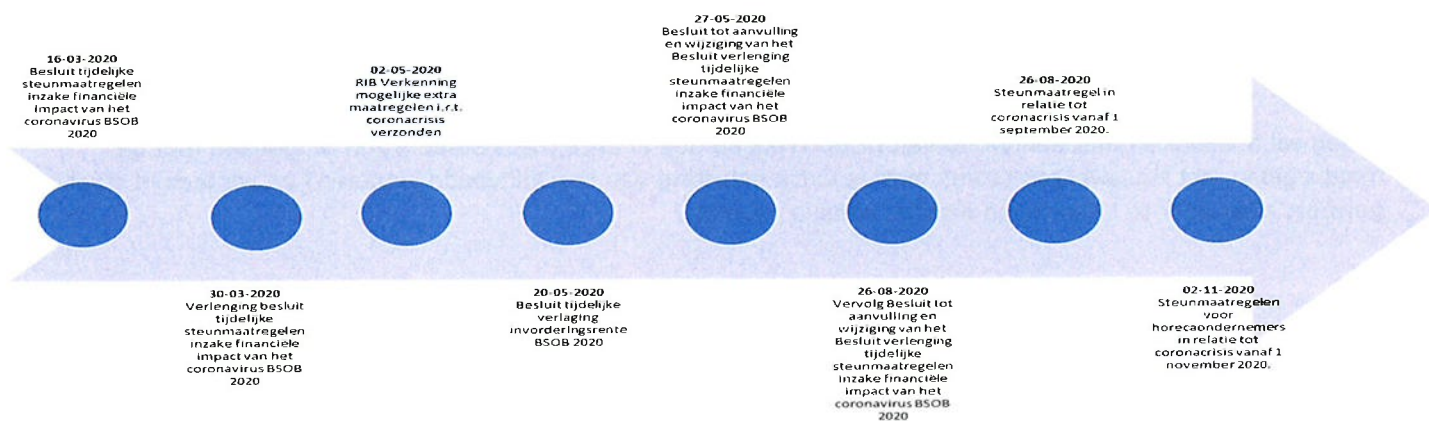 16-03-2020
Besluit tijdelijke
steunmaatregelen
inzake financiële
impact van het
coronavirus BSOB
2020
30-03-2020
Verlenging besluit
tijdelijke
steunmaatregelen
inzake financiële
impact van het
coronavirus BSOB
2020
02-05-2020
RIB Verkenning
mogelijke extra
maatregelen i.r.t.
coronacrisis
verzonden
20-05-2020
Besluit tijdelijke
verlaging
invorderingsrente
BSOB 2020
27-05-2020
Besluit tot aanvulling
en wijziging van het
Besluit verlenging
tijdelijke
steunmaatregelen
inzake financiële
impact van het
coronavirus BSOB
2020
26-08-2020
Vervolg Besluit tot
aanvulling en
wijziging van het
Besluit verlenging
tijdelijke
steunmaatregelen
inzake financiële
impact van het
coronavirus BSOB
2020
26-08-2020
Steunmaatregel in
relatie tot
coronacrisis vanaf 1
september 2020.
02-11-2020
Steunmaatregelen
voor
horecaondernemers
in relatie tot
coronacrisis vanaf 1
november 2020.